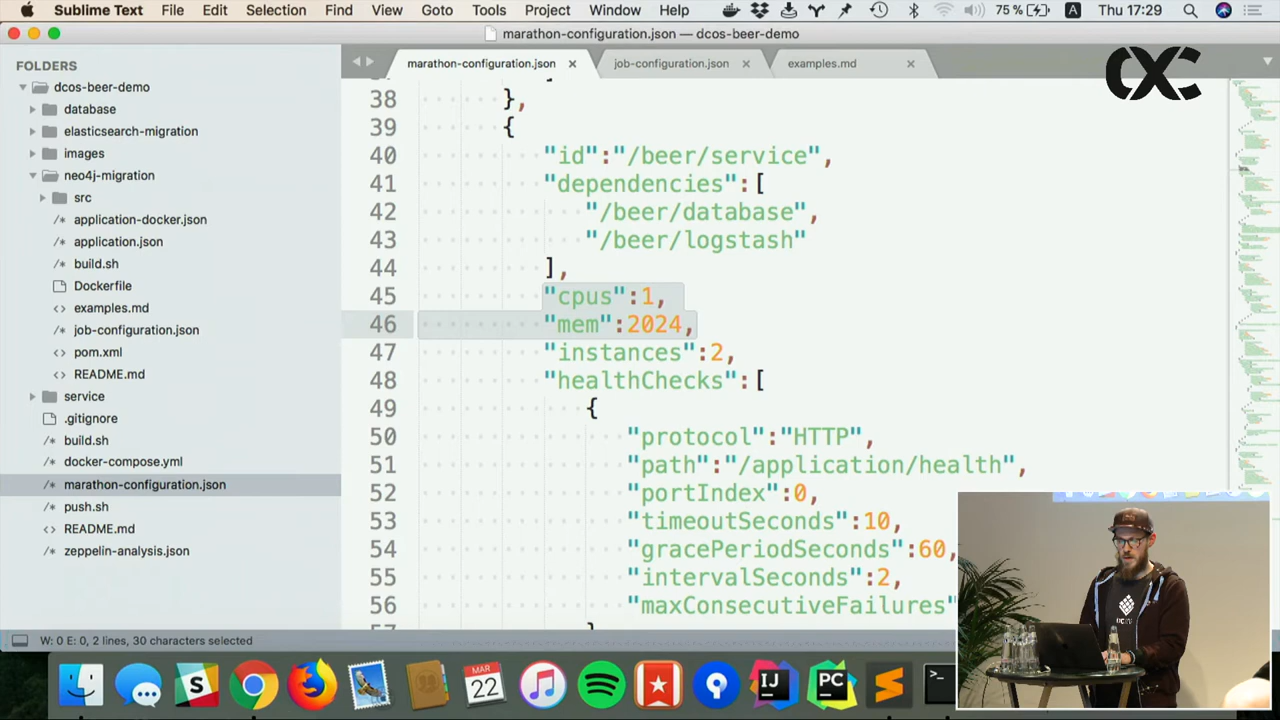 Sublime Text File Edit Selection Find View Goto Tools Project Window Help 75 % A Thu 17:29
marathon-configuration.json — dcos-beer-demo
FOLDERS
dcos-beer-demo
database
elasticsearch-migration
images
neo4j-migration
src
application-docker.json
application.json
build.sh
Dockerfile
examples.md
job-configuration.json
pom.xml
README.md
service
.gitignore
build.sh
docker-compose.yml
marathon-configuration.json
push.sh
README.md
zeppelin-analysis.json
marathon-configuration.json job-configuration.json examples.md
38 },
39 {
40 "id":"/beer/service",
41 "dependencies":[
42 "/beer/database",
43 "/beer/logstash"
44 ],
45 "cpus":1,
46 "mem":2024,
47 "instances":2,
48 "healthChecks":[
49 {
50 "protocol":"HTTP",
51 "path":"/application/health",
52 "portIndex":0,
53 "timeoutSeconds":10,
54 "gracePeriodSeconds":60,
55 "intervalSeconds":2,
56 "maxConsecutiveFailures"
W: 0 E: 0, 2 lines, 30 characters selected
MAR
22
IJ
PC
>_